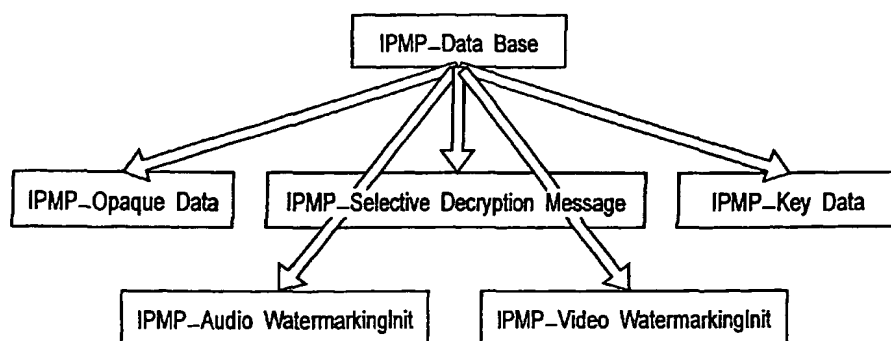 IPMP_Data Base
IPMP_Opaque Data
IPMP_Selective Decryption Message
IPMP_Key Data
IPMP_Audio WatermarkingInit
IPMP_Video WatermarkingInit